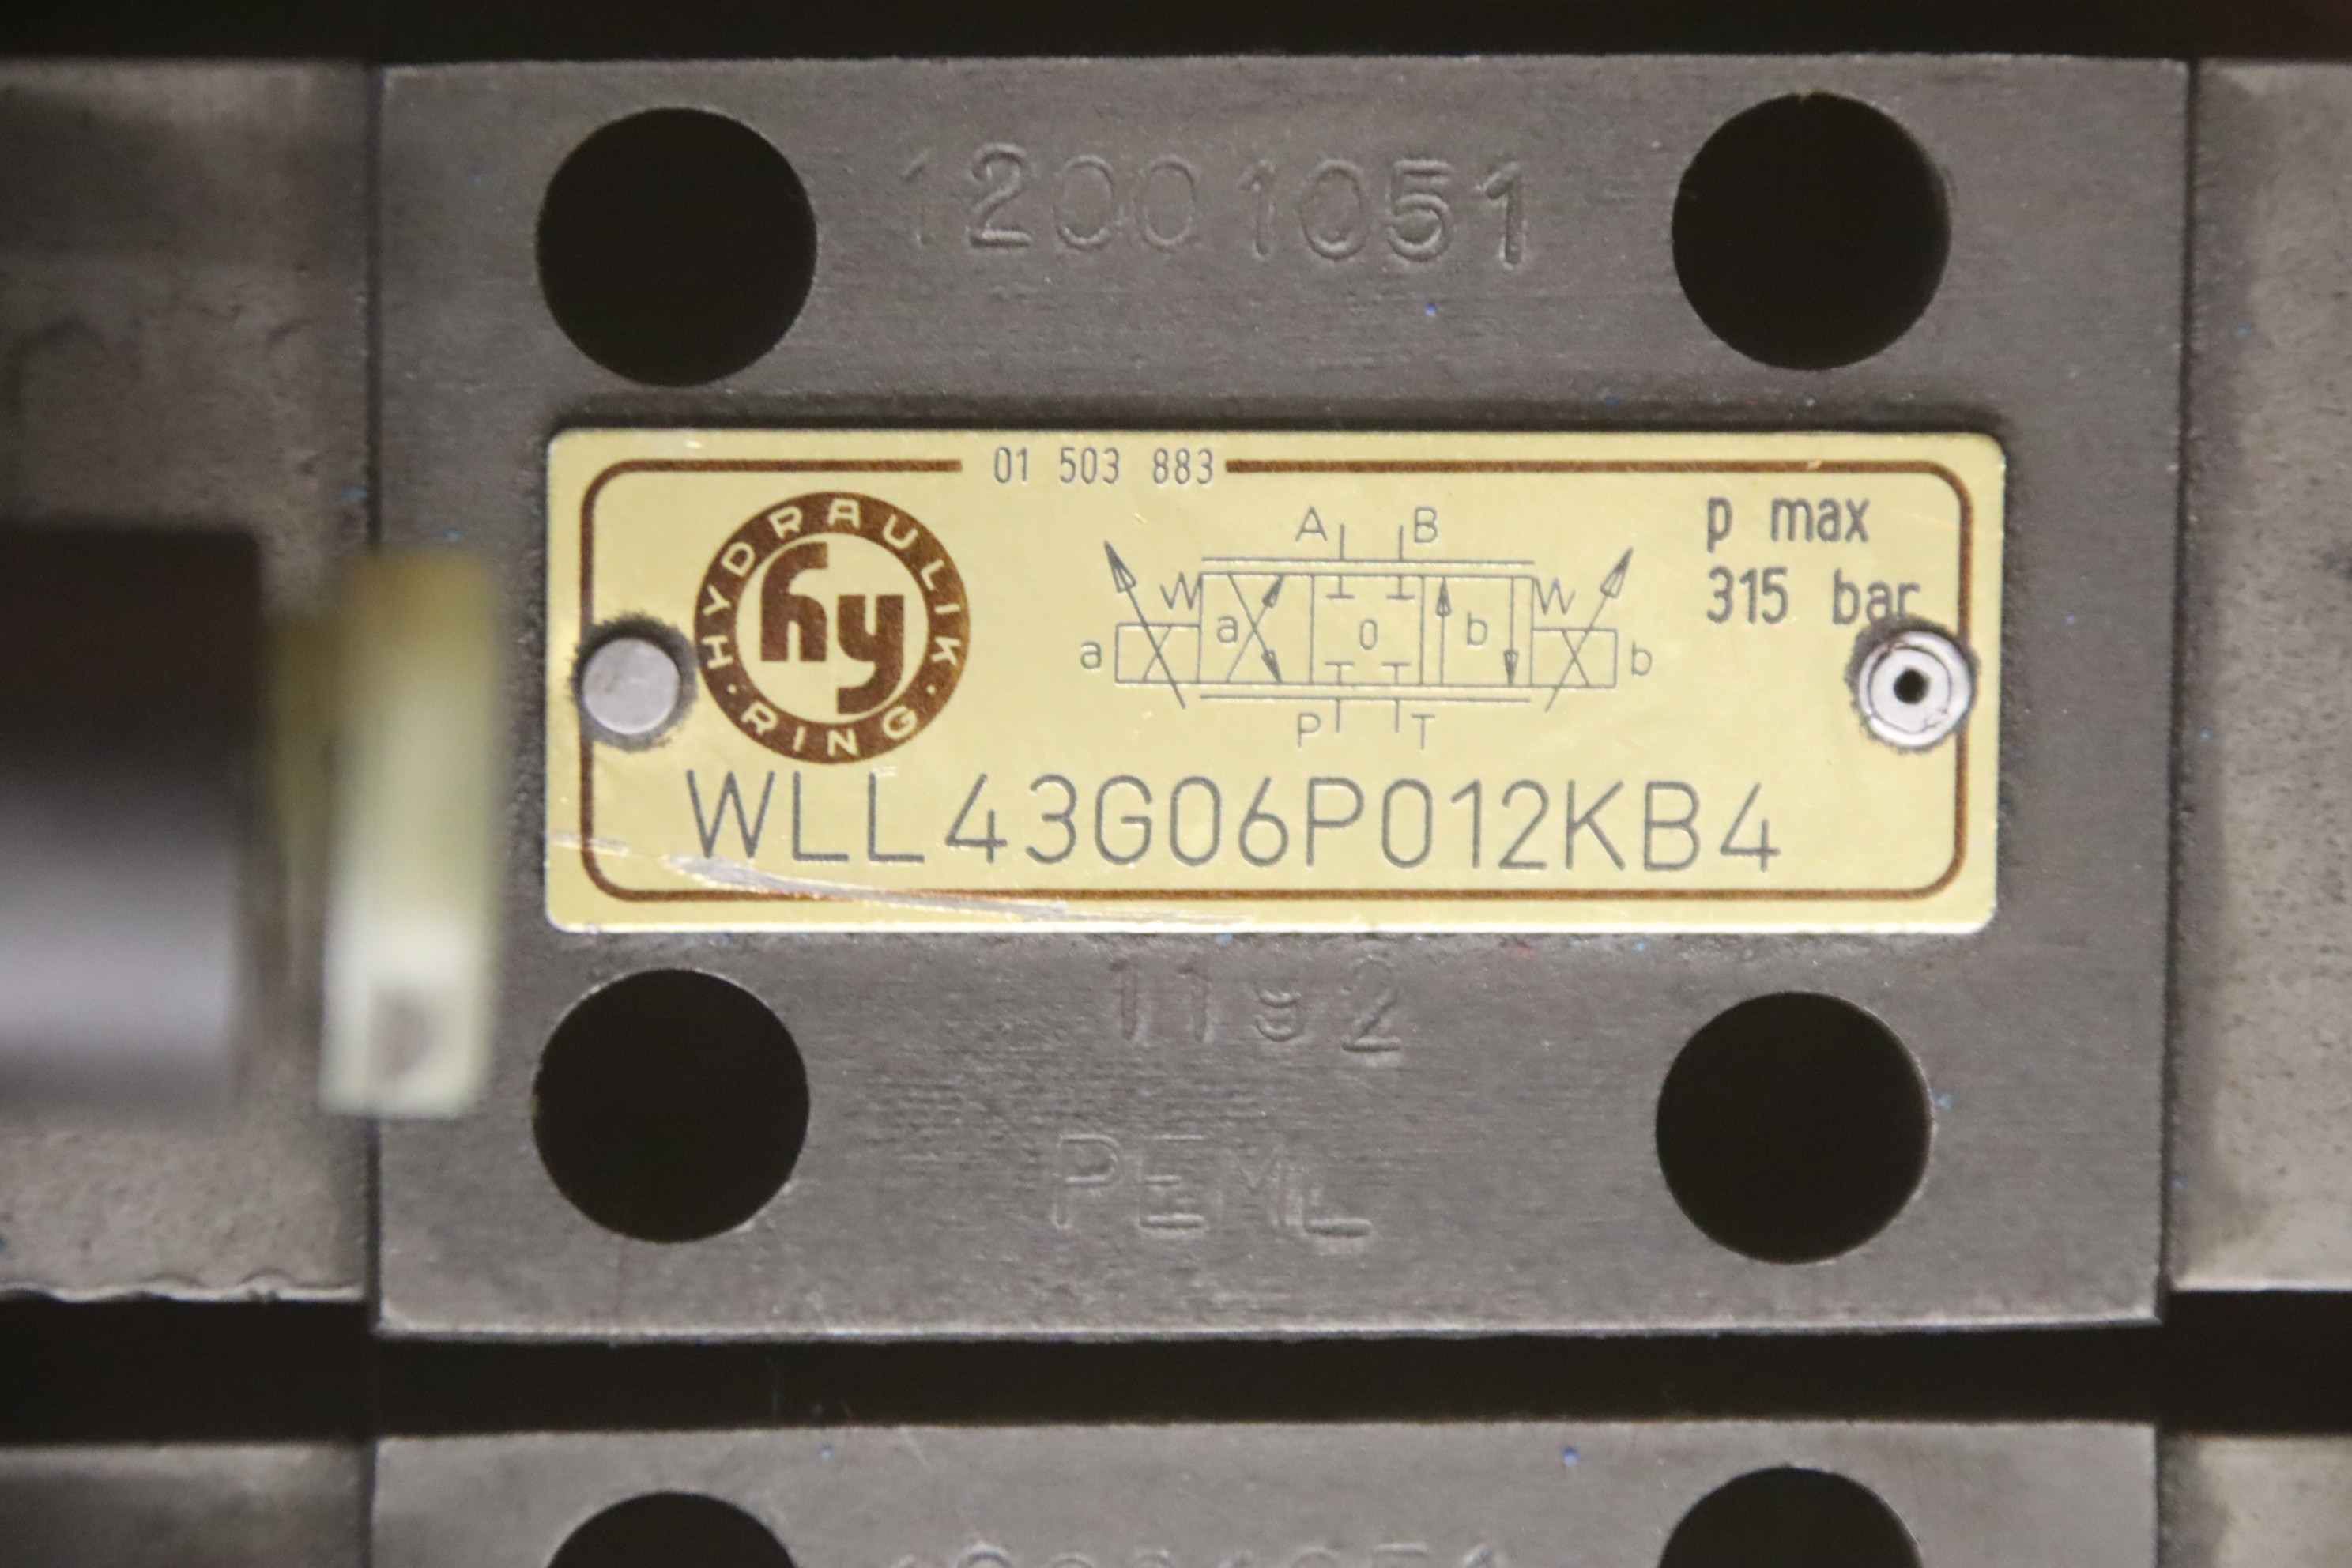 12001051
01 503 883
HYDRAULIK · RING ·
hy
A B
p max
315 bar
a a 0 b b
P T
WLL43G06P012KB4
1192
PEML